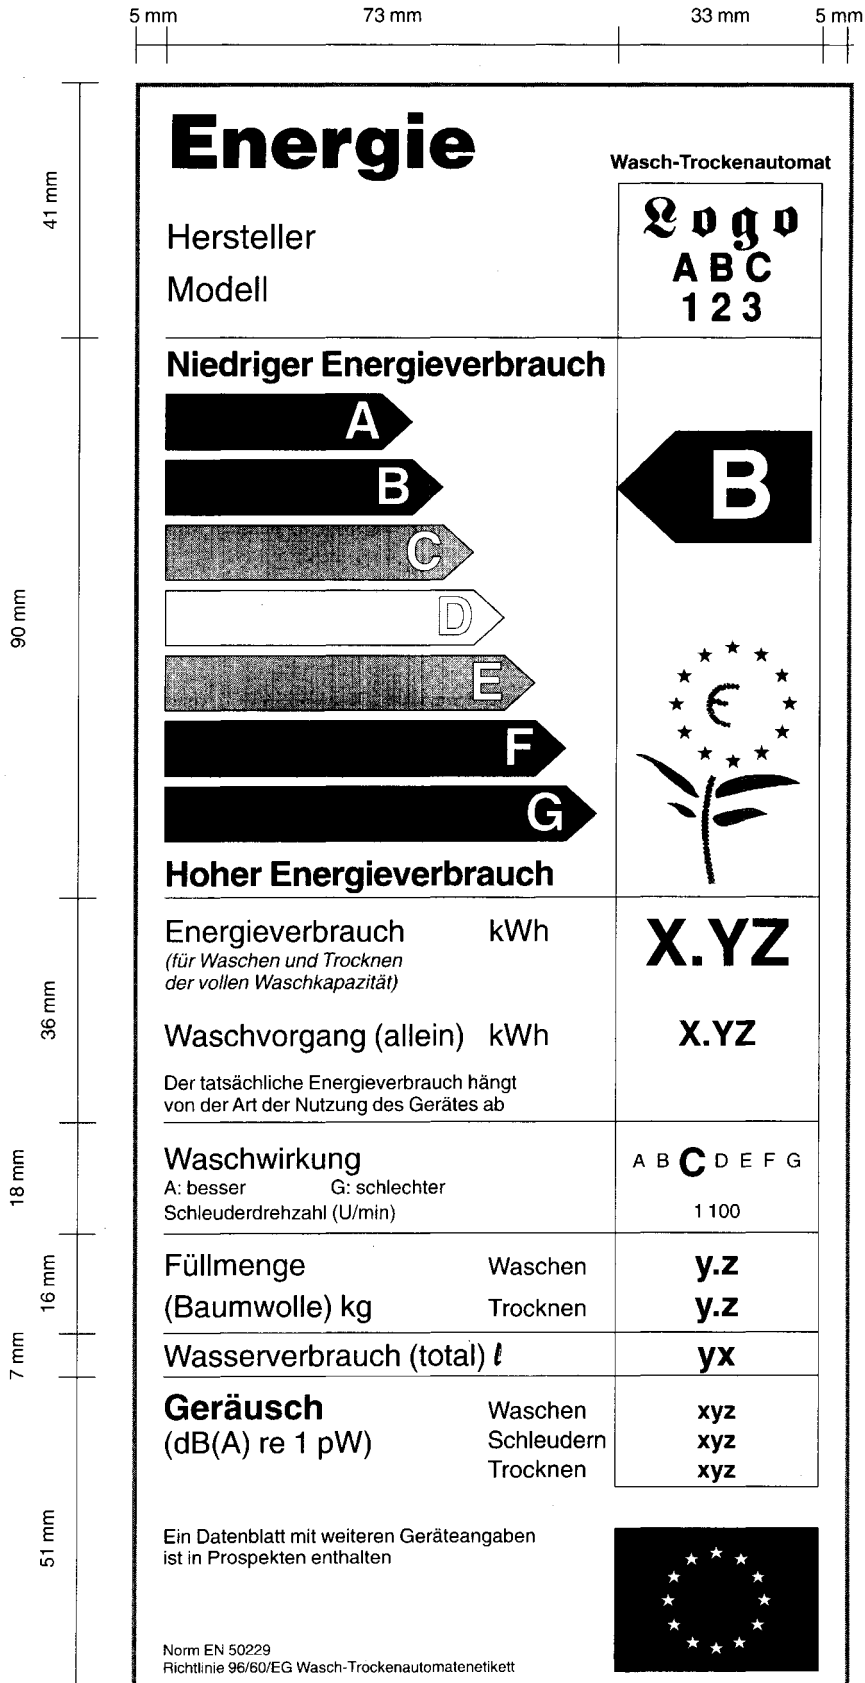 5 mm 73 mm 33 mm 5 mm
Energie
Wasch-Trockenautomat
41 mm
Hersteller
Modell
Logo
A B C
1 2 3
Niedriger Energieverbrauch
A
B
B
C
D
E
F
G
90 mm
Hoher Energieverbrauch
Energieverbrauch kWh X.YZ
(für Waschen und Trocknen
der vollen Waschkapazität)
36 mm
Waschvorgang (allein) kWh X.YZ
Der tatsächliche Energieverbrauch hängt
von der Art der Nutzung des Gerätes ab
18 mm
Waschwirkung A B C D E F G
A: besser G: schlechter
Schleuderdrehzahl (U/min) 1 100
16 mm
Füllmenge Waschen y.z
(Baumwolle) kg Trocknen y.z
7 mm
Wasserverbrauch (total) ℓ yx
Geräusch Waschen xyz
(dB(A) re 1 pW) Schleudern xyz
Trocknen xyz
51 mm
Ein Datenblatt mit weiteren Geräteangaben
ist in Prospekten enthalten
Norm EN 50229
Richtlinie 96/60/EG Wasch-Trockenautomatenetikett